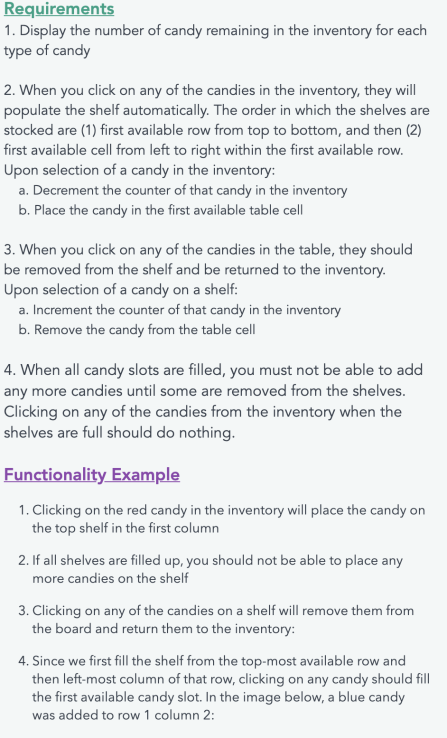 Requirements
1. Display the number of candy remaining in the inventory for each
type of candy
2. When you click on any of the candies in the inventory, they will
populate the shelf automatically. The order in which the shelves are
stocked are (1) first available row from top to bottom, and then (2)
first available cell from left to right within the first available row.
Upon selection of a candy in the inventory:
a. Decrement the counter of that candy in the inventory
b. Place the candy in the first available table cell
3. When you click on any of the candies in the table, they should
be removed from the shelf and be returned to the inventory.
Upon selection of a candy on a shelf:
a. Increment the counter of that candy in the inventory
b. Remove the candy from the table cell
4. When all candy slots are filled, you must not be able to add
any more candies until some are removed from the shelves.
Clicking on any of the candies from the inventory when the
shelves are full should do nothing.
Functionality Example
1. Clicking on the red candy in the inventory will place the candy on
the top shelf in the first column
2. If all shelves are filled up, you should not be able to place any
more candies on the shelf
3. Clicking on any of the candies on a shelf will remove them from
the board and return them to the inventory:
4. Since we first fill the shelf from the top-most available row and
then left-most column of that row, clicking on any candy should fill
the first available candy slot. In the image below, a blue candy
was added to row 1 column 2: